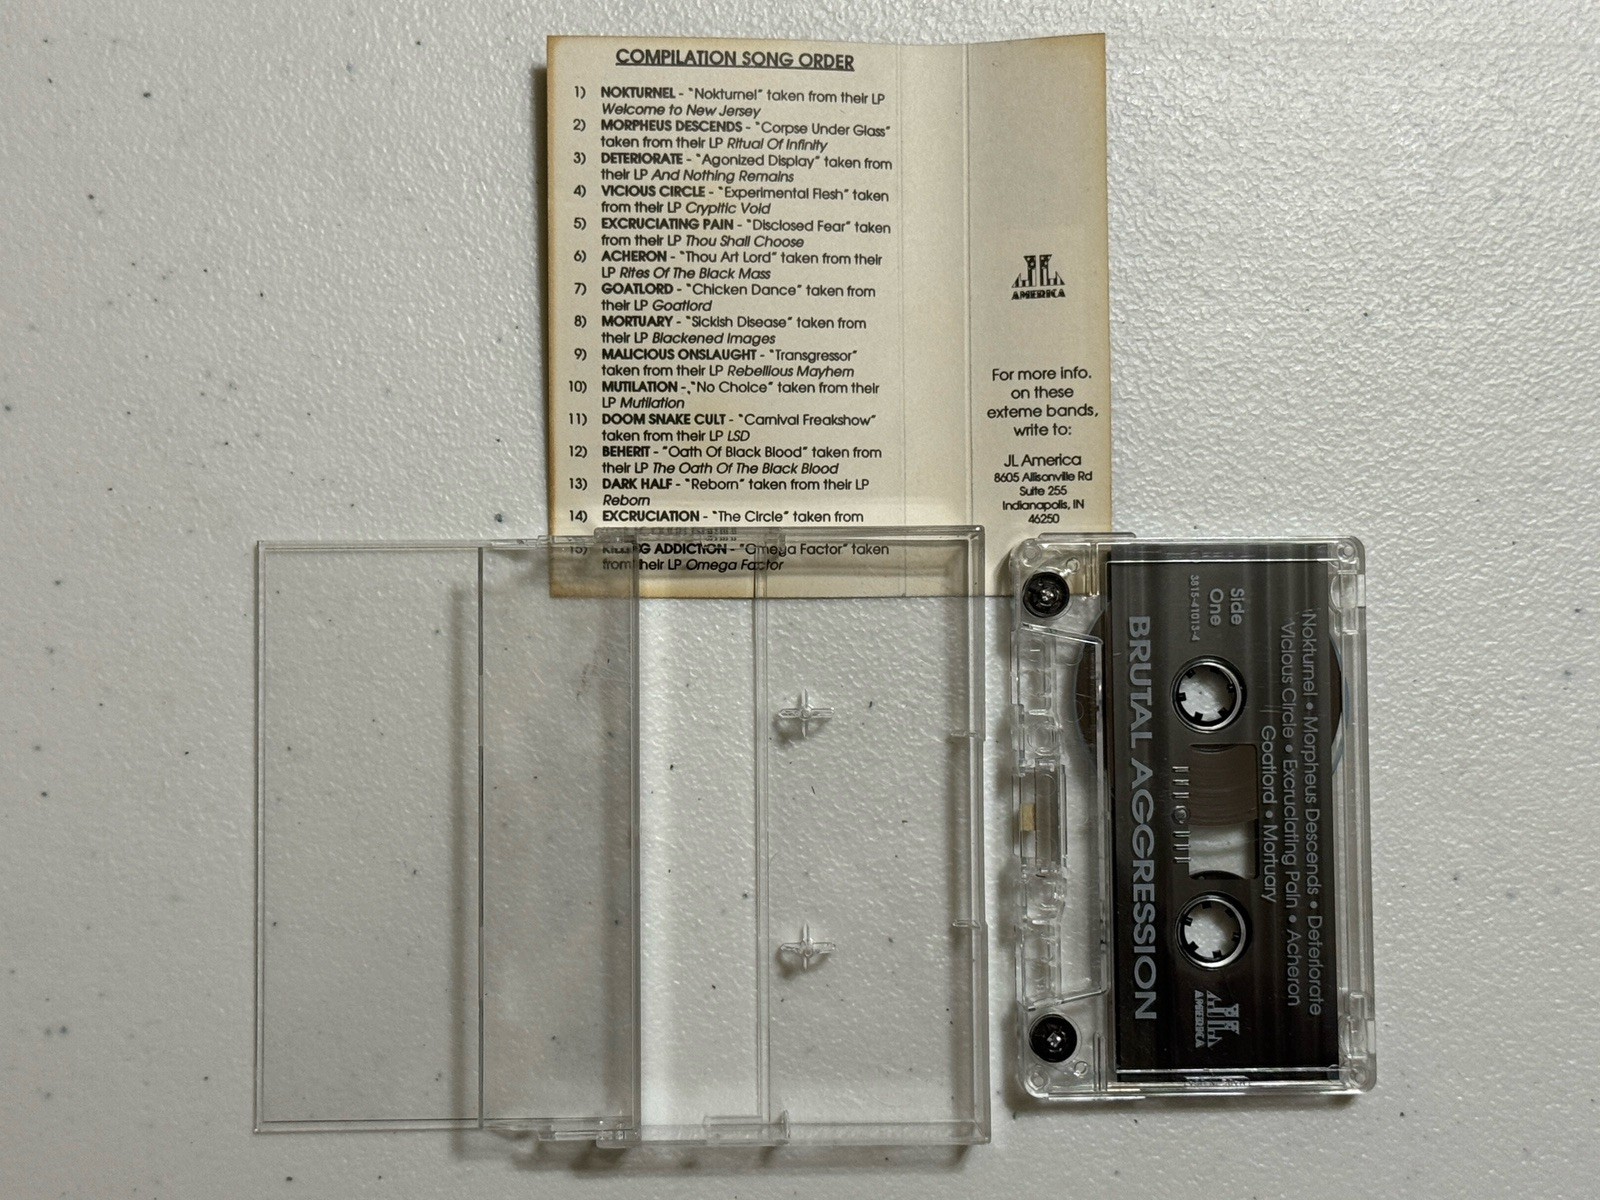 COMPILATION SONG ORDER
1) NOKTURNEL - "Nokturnel" taken from their LP
Welcome to New Jersey
2) MORPHEUS DESCENDS - "Corpse Under Glass"
taken from their LP Ritual Of Infinity
3) DETERIORATE - "Agonized Display" taken from
their LP And Nothing Remains
4) VICIOUS CIRCLE - "Experimental Flesh" taken
from their LP Crypitic Void
5) EXCRUCIATING PAIN - "Disclosed Fear" taken
from their LP Thou Shall Choose
6) ACHERON - "Thou Art Lord" taken from their
LP Rites Of The Black Mass
7) GOATLORD - "Chicken Dance" taken from
their LP Goatlord
8) MORTUARY - "Sickish Disease" taken from
their LP Blackened Images
9) MALICIOUS ONSLAUGHT - "Transgressor"
taken from their LP Rebellious Mayhem
10) MUTILATION - "No Choice" taken from their
LP Mutilation
11) DOOM SNAKE CULT - "Carnival Freakshow"
taken from their LP LSD
12) BEHERIT - "Oath Of Black Blood" taken from
their LP The Oath Of The Black Blood
13) DARK HALF - "Reborn" taken from their LP
Reborn
14) EXCRUCIATION - "The Circle" taken from
15) KILLING ADDICTION - "Omega Factor" taken
from their LP Omega Factor
JL
AMERICA
For more info.
on these
exteme bands,
write to:
JL America
8605 Allisonville Rd
Suite 255
Indianapolis, IN
46250
Nokturnel • Morpheus Descends • Deteriorate
Vicious Circle • Excruciating Pain • Acheron
Goatlord • Mortuary
Side
One
3815-41013-4
JL
AMERICA
BRUTAL AGGRESSION